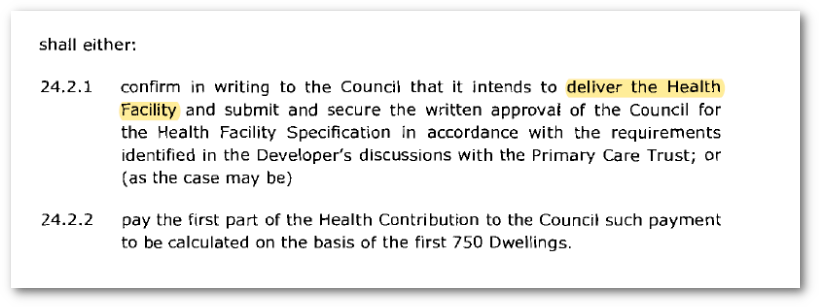 shall either:
24.2.1 confirm in writing to the Council that it intends to deliver the Health
Facility and submit and secure the written approval of the Council for
the Health Facility Specification in accordance with the requirements
identified in the Developer's discussions with the Primary Care Trust; or
(as the case may be)
24.2.2 pay the first part of the Health Contribution to the Council such payment
to be calculated on the basis of the first 750 Dwellings.